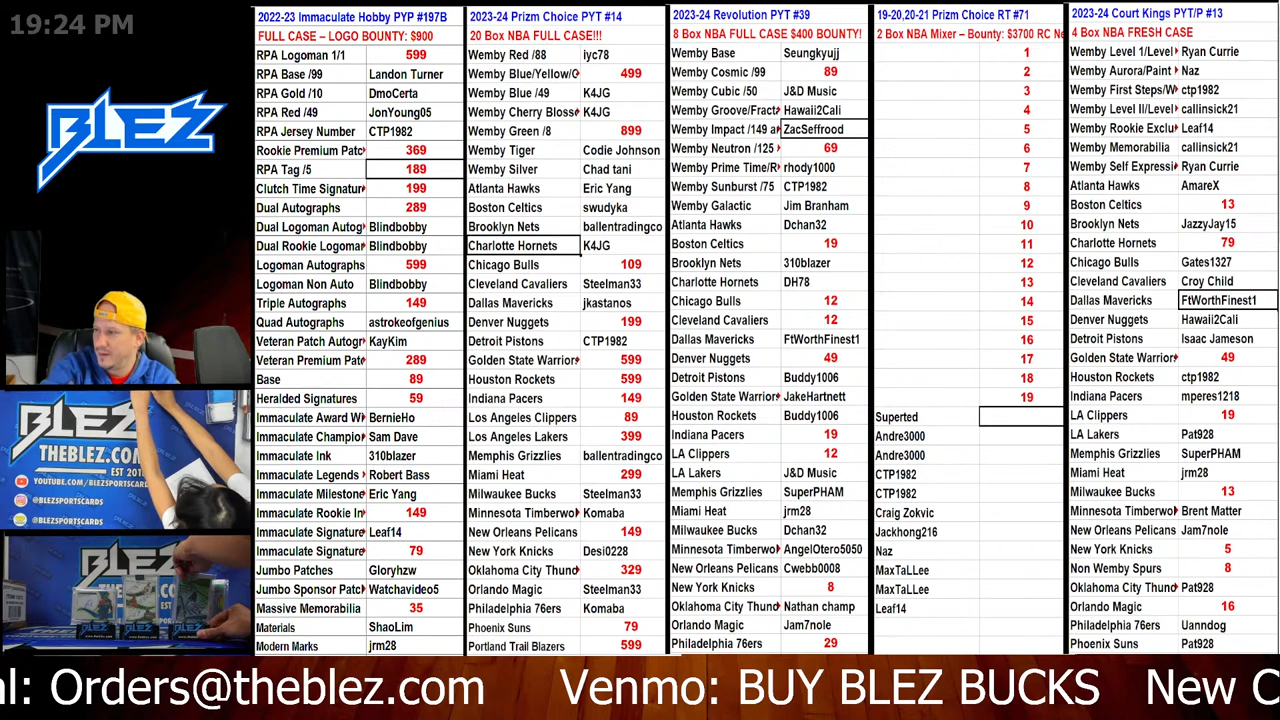 19:24 PM
BLEZ
BLEZ
THEBLEZ.COM
EST 201
YOUTUBE.COM/BLEZSPORTSCARDS
@BLEZSPORTSCARDS
@BLEZSPORTSCARDS
2022-23 Immaculate Hobby PYP #197B
FULL CASE – LOGO BOUNTY: $900
RPA Logoman 1/1 599
RPA Base /99 Landon Turner
RPA Gold /10 DmoCerta
RPA Red /49 JonYoung05
RPA Jersey Number CTP1982
Rookie Premium Patc 369
RPA Tag /5 189
Clutch Time Signatur 199
Dual Autographs 289
Dual Logoman Autog Blindbobby
Dual Rookie Logoma Blindbobby
Logoman Autographs 599
Logoman Non Auto Blindbobby
Triple Autographs 149
Quad Autographs astrokeofgenius
Veteran Patch Autogr KayKim
Veteran Premium Pat 289
Base 89
Heralded Signatures 59
Immaculate Award W BernieHo
Immaculate Champio Sam Dave
Immaculate Ink 310blazer
Immaculate Legends Robert Bass
Immaculate Milestone Eric Yang
Immaculate Rookie In 149
Immaculate Signature Leaf14
Immaculate Signature 79
Jumbo Patches Gloryhzw
Jumbo Sponsor Patc Watchavideo5
Massive Memorabilia 35
Materials ShaoLim
Modern Marks jrm28
2023-24 Prizm Choice PYT #14
20 Box NBA FULL CASE!!!
Wemby Red /88 iyc78
Wemby Blue/Yellow/G 499
Wemby Blue /49 K4JG
Wemby Cherry Blosso K4JG
Wemby Green /8 899
Wemby Tiger Codie Johnson
Wemby Silver Chad tani
Atlanta Hawks Eric Yang
Boston Celtics swudyka
Brooklyn Nets ballentradingco
Charlotte Hornets K4JG
Chicago Bulls 109
Cleveland Cavaliers Steelman33
Dallas Mavericks jkastanos
Denver Nuggets 199
Detroit Pistons CTP1982
Golden State Warrior 599
Houston Rockets 599
Indiana Pacers 149
Los Angeles Clippers 89
Los Angeles Lakers 399
Memphis Grizzlies ballentradingco
Miami Heat 299
Milwaukee Bucks Steelman33
Minnesota Timberwo Komaba
New Orleans Pelicans 149
New York Knicks Desi0228
Oklahoma City Thund 329
Orlando Magic Steelman33
Philadelphia 76ers Komaba
Phoenix Suns 79
Portland Trail Blazers 599
2023-24 Revolution PYT #39
8 Box NBA FULL CASE $400 BOUNTY!
Wemby Base Seungkyujj
Wemby Cosmic /99 89
Wemby Cubic /50 J&D Music
Wemby Groove/Fract Hawaii2Cali
Wemby Impact /149 a ZacSeffrood
Wemby Neutron /125 69
Wemby Prime Time/R rhody1000
Wemby Sunburst /75 CTP1982
Wemby Galactic Jim Branham
Atlanta Hawks Dchan32
Boston Celtics 19
Brooklyn Nets 310blazer
Charlotte Hornets DH78
Chicago Bulls 12
Cleveland Cavaliers 12
Dallas Mavericks FtWorthFinest1
Denver Nuggets 49
Detroit Pistons Buddy1006
Golden State Warrior JakeHartnett
Houston Rockets Buddy1006
Indiana Pacers 19
LA Clippers 12
LA Lakers J&D Music
Memphis Grizzlies SuperPHAM
Miami Heat jrm28
Milwaukee Bucks Dchan32
Minnesota Timberwo AngelOtero5050
New Orleans Pelicans Cwebb0008
New York Knicks 8
Oklahoma City Thund Nathan champ
Orlando Magic Jam7nole
Philadelphia 76ers 29
19-20,20-21 Prizm Choice RT #71
2 Box NBA Mixer – Bounty: $3700 RC Ne
1
2
3
4
5
6
7
8
9
10
11
12
13
14
15
16
17
18
19
Superted
Andre3000
Andre3000
CTP1982
CTP1982
Craig Zokvic
Jackhong216
Naz
MaxTaLLee
MaxTaLLee
Leaf14
2023-24 Court Kings PYT/P #13
4 Box NBA FRESH CASE
Wemby Level 1/Level Ryan Currie
Wemby Aurora/Paint Naz
Wemby First Steps/W ctp1982
Wemby Level II/Level callinsick21
Wemby Rookie Exclu Leaf14
Wemby Memorabilia callinsick21
Wemby Self Expressi Ryan Currie
Atlanta Hawks AmareX
Boston Celtics 13
Brooklyn Nets JazzyJay15
Charlotte Hornets 79
Chicago Bulls Gates1327
Cleveland Cavaliers Croy Child
Dallas Mavericks FtWorthFinest1
Denver Nuggets Hawaii2Cali
Detroit Pistons Isaac Jameson
Golden State Warrior 49
Houston Rockets ctp1982
Indiana Pacers mperes1218
LA Clippers 19
LA Lakers Pat928
Memphis Grizzlies SuperPHAM
Miami Heat jrm28
Milwaukee Bucks 13
Minnesota Timberwo Brent Matter
New Orleans Pelicans Jam7nole
New York Knicks 5
Non Wemby Spurs 8
Oklahoma City Thund Pat928
Orlando Magic 16
Philadelphia 76ers Uanndog
Phoenix Suns Pat928
al: Orders@theblez.com Venmo: BUY BLEZ BUCKS New C